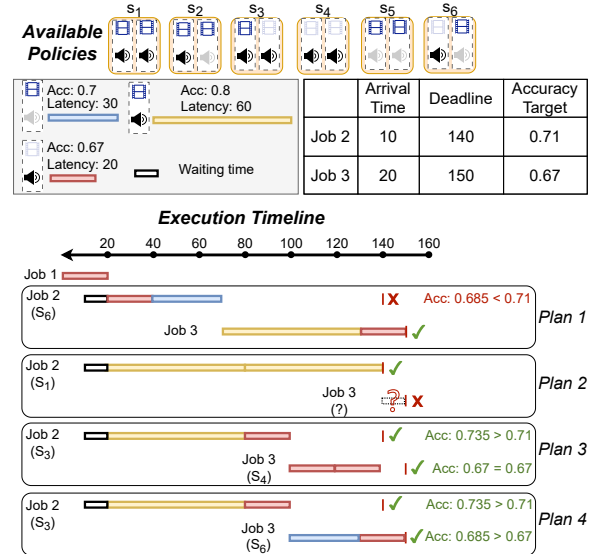 Available Policies
s1 s2 s3 s4 s5 s6
Acc: 0.7
Latency: 30
Acc: 0.8
Latency: 60
Acc: 0.67
Latency: 20
Waiting time
Arrival Time Deadline Accuracy Target
Job 2 10 140 0.71
Job 3 20 150 0.67
Execution Timeline
20 40 60 80 100 120 140 160
Job 1
Job 2 (S6)
X Acc: 0.685 < 0.71
Job 3
✓
Plan 1
Job 2 (S1)
✓
Job 3 (?)
? X
Plan 2
Job 2 (S3)
✓ Acc: 0.735 > 0.71
Job 3 (S4)
✓ Acc: 0.67 = 0.67
Plan 3
Job 2 (S3)
✓ Acc: 0.735 > 0.71
Job 3 (S6)
✓ Acc: 0.685 > 0.67
Plan 4